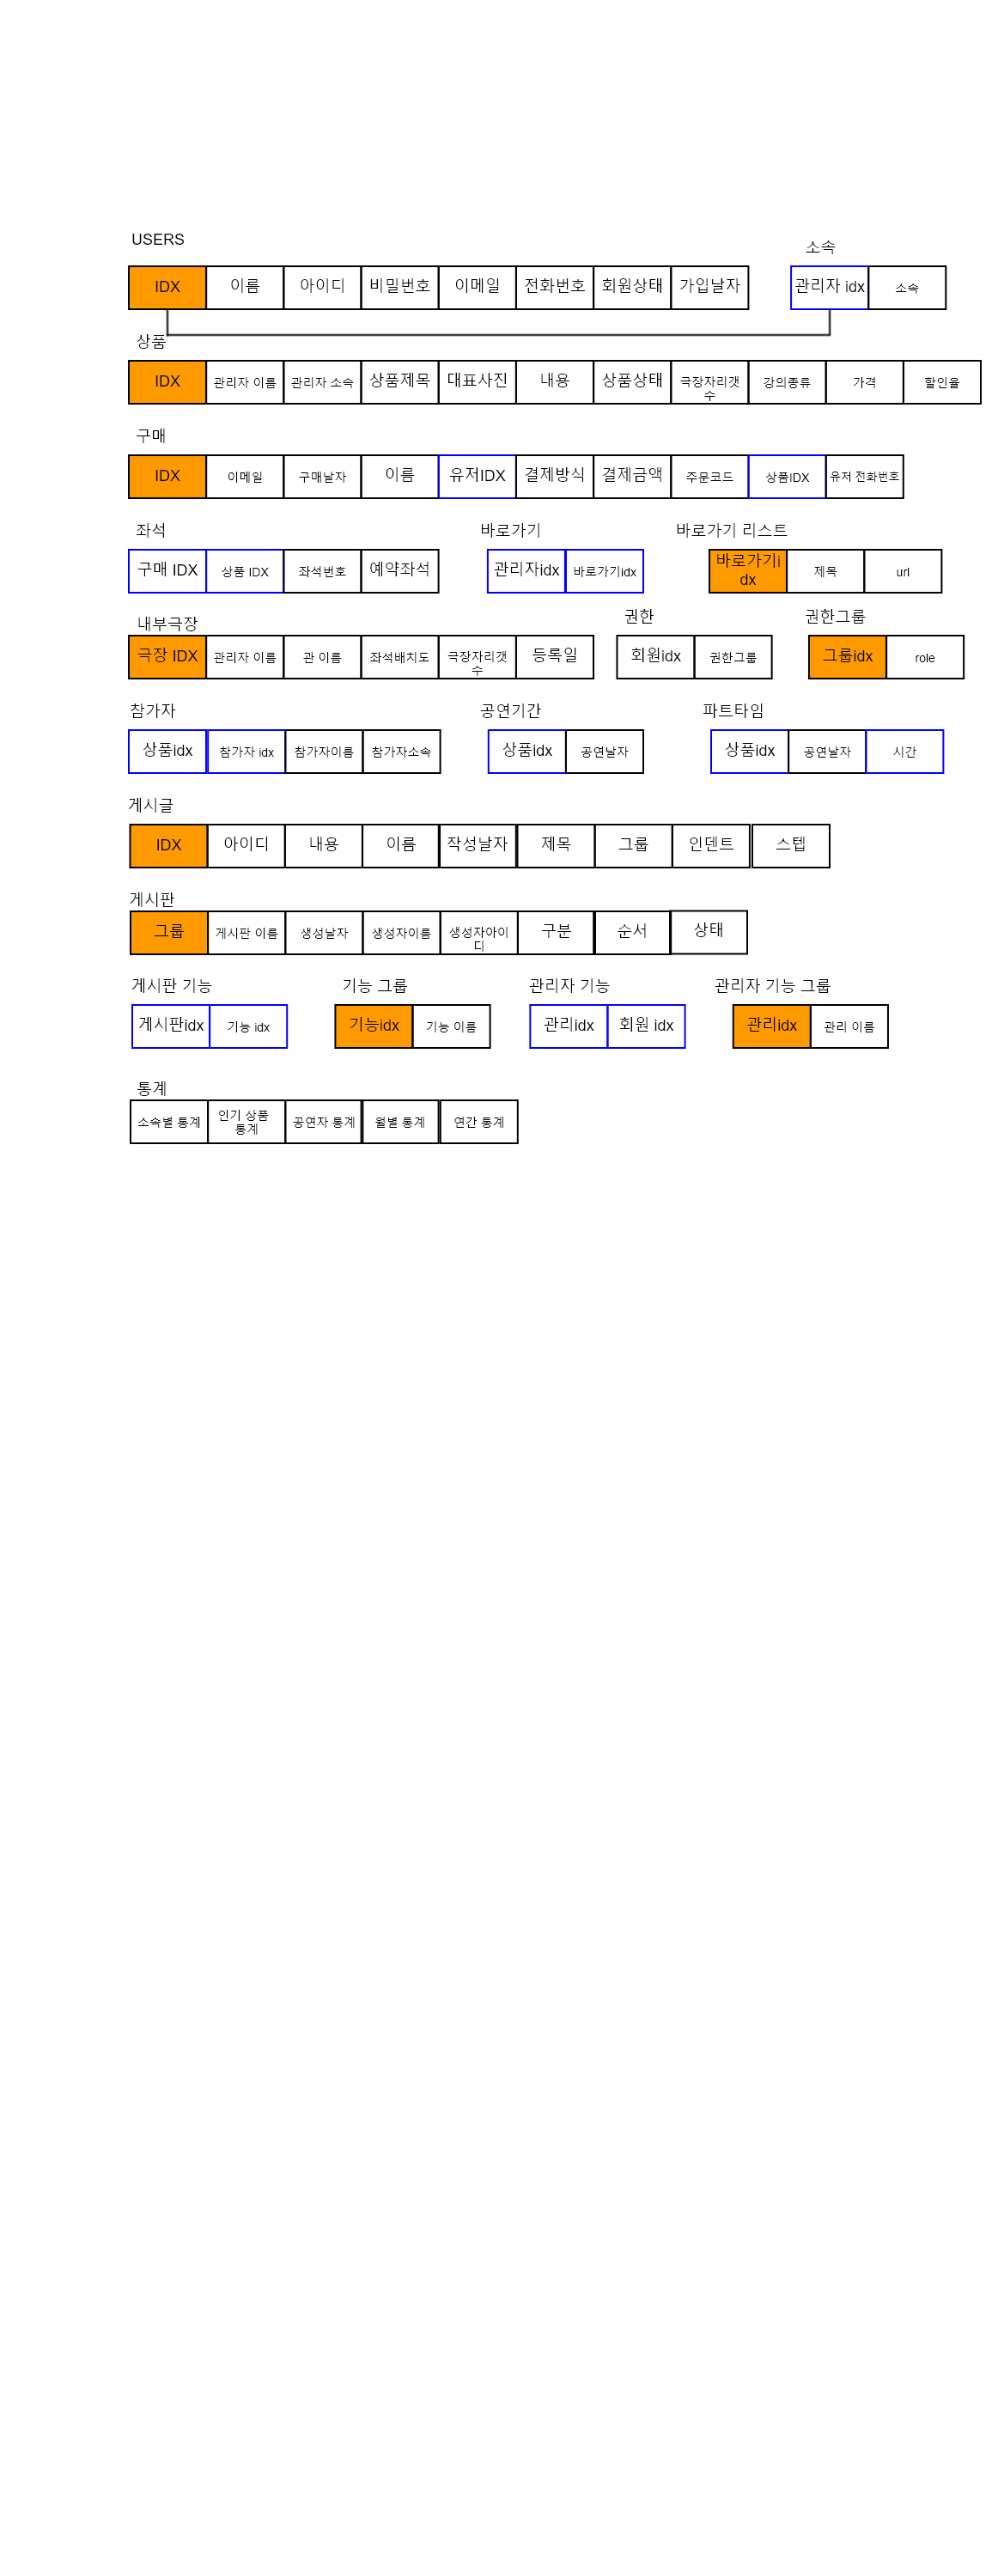 USERS
소속
IDX 이름 아이디 비밀번호 이메일 전화번호 회원상태 가입날자
관리자 idx 소속
상품
IDX 관리자 이름 관리자 소속 상품제목 대표사진 내용 상품상태 극장자리갯 강의종류 가격 할인율
수
구매
IDX 이메일 구매날자 이름 유저IDX 결제방식 결제금액 주문코드 상품IDX 유저 전화번호
좌석
바로가기
바로가기 리스트
구매 IDX 상품 IDX 좌석번호 예약좌석
관리자idx 바로가기idx
바로가기i 제목 url
dx
내부극장
권한
권한그룹
극장 IDX 관리자 이름 관 이름 좌석배치도 극장자리갯 등록일
수
회원idx 권한그룹
그룹idx role
참가자
공연기간
파트타임
상품idx 참가자 idx 참가자이름 참가자소속
상품idx 공연날자
상품idx 공연날자 시간
게시글
IDX 아이디 내용 이름 작성날자 제목 그룹 인덴트 스텝
게시판
그룹 게시판 이름 생성날자 생성자이름 생성자아이 구분 순서 상태
디
게시판 기능
기능 그룹
관리자 기능
관리자 기능 그룹
게시판idx 기능 idx
기능idx 기능 이름
관리idx 회원 idx
관리idx 관리 이름
통계
소속별 통계 인기 상품 공연자 통계 월별 통계 연간 통계
통계